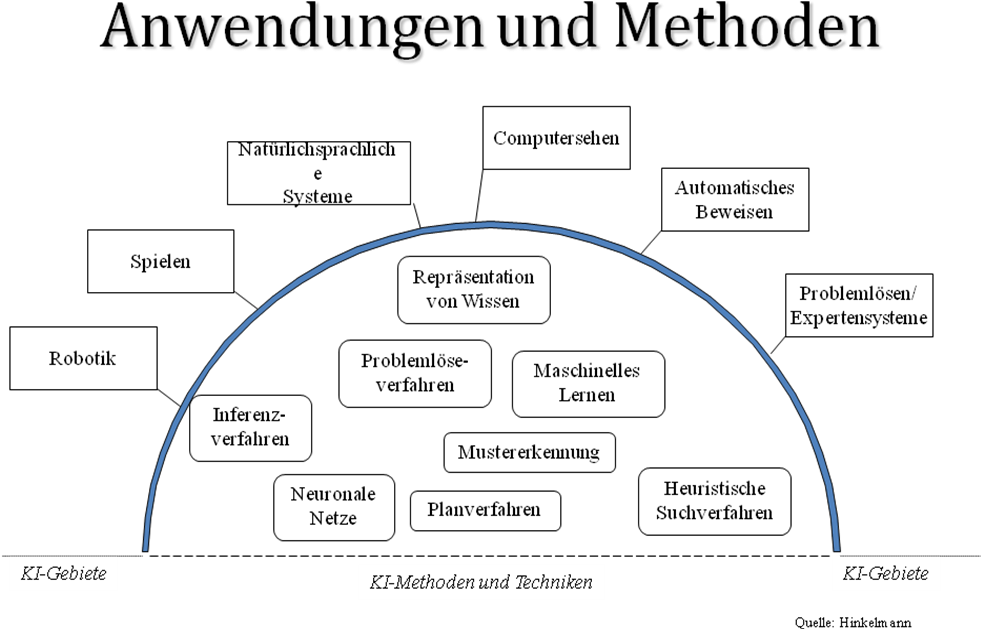 Anwendungen und Methoden
Computersehen
Natürlichsprachlich
e
Systeme
Automatisches
Beweisen
Spielen
Problemlösen/
Expertensysteme
Robotik
Repräsentation
von Wissen
Problemlöse-
verfahren
Maschinelles
Lernen
Inferenz-
verfahren
Mustererkennung
Neuronale
Netze
Planverfahren
Heuristische
Suchverfahren
KI-Gebiete
KI-Methoden und Techniken
KI-Gebiete
Quelle: Hinkelmann